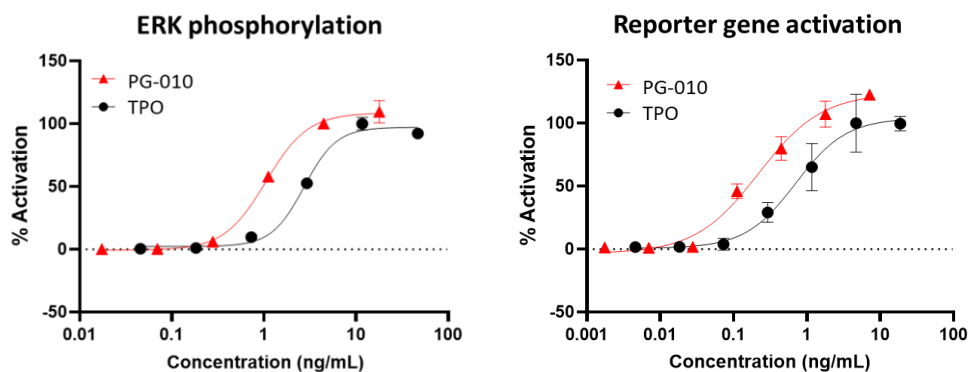 ERK phosphorylation
150
100
50
0
-50
% Activation
PG-010
TPO
0.01 0.1 1 10 100
Concentration (ng/mL)
Reporter gene activation
150
100
50
0
-50
% Activation
PG-010
TPO
0.001 0.01 0.1 1 10 100
Concentration (ng/mL)